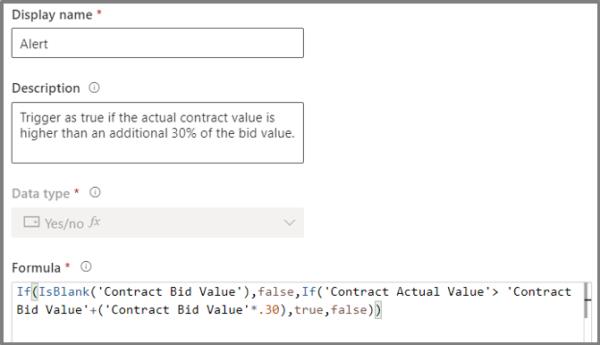 Display name *
Alert
Description
Trigger as true if the actual contract value is
higher than an additional 30% of the bid value.
Data type *
Yes/no fx
Formula *
If(IsBlank('Contract Bid Value'),false,If('Contract Actual Value'> 'Contract
Bid Value'+('Contract Bid Value'*.30),true,false))